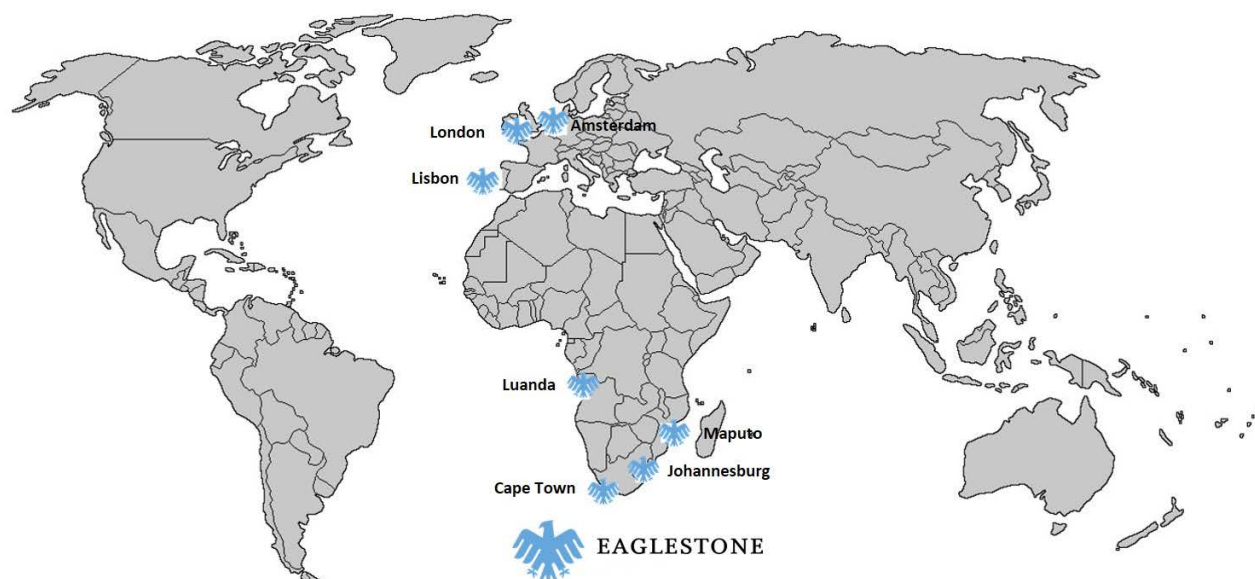 London
Amsterdam
Lisbon
Luanda
Maputo
Johannesburg
Cape Town
EAGLESTONE